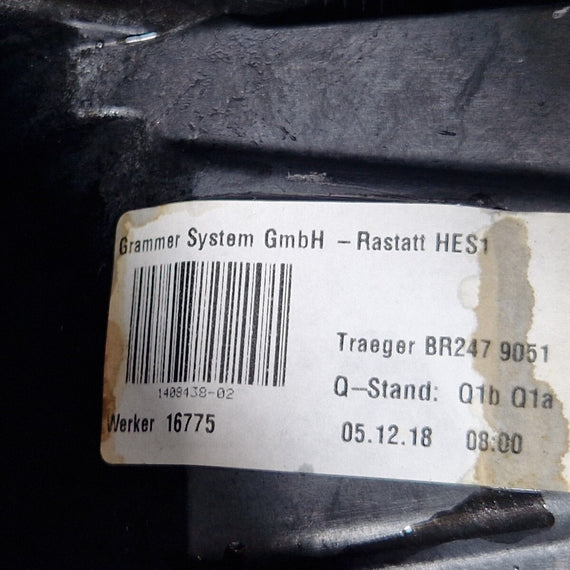 Grammer System GmbH – Rastatt HES1
Traeger BR247 9051
1408438-02
Q-Stand: Q1b Q1a
Werker 16775
05.12.18 08:00